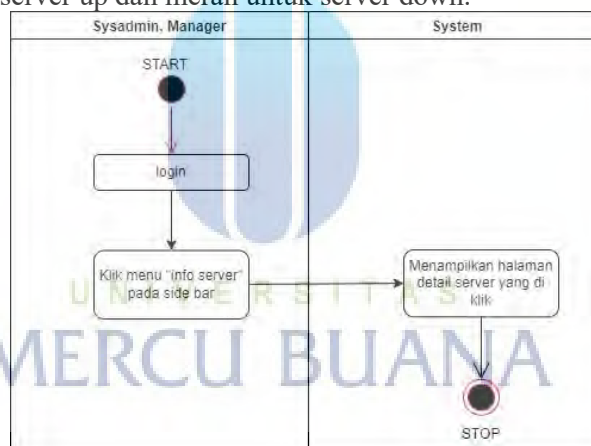 server up dan merah untuk server down.
Sysadmin, Manager
System
START
login
Klik menu "info server"
pada side bar
Menampilkan halaman
detail server yang di
klik
UNIVERSITAS
MERCU BUANA
STOP